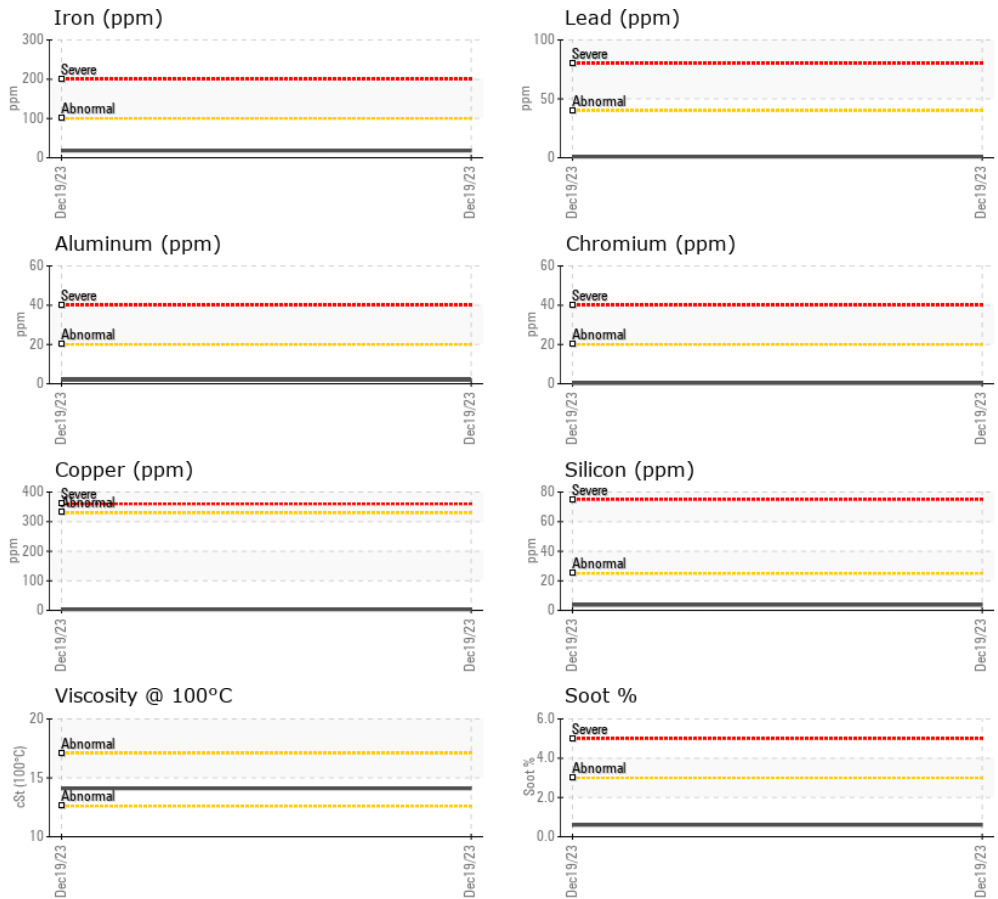 Iron (ppm)
300
200
100
0
ppm
Severe
Abnormal
Dec19/23
Dec19/23
Lead (ppm)
100
50
0
ppm
Severe
Abnormal
Dec19/23
Dec19/23
Aluminum (ppm)
60
40
20
0
ppm
Severe
Abnormal
Dec19/23
Dec19/23
Chromium (ppm)
60
40
20
0
ppm
Severe
Abnormal
Dec19/23
Dec19/23
Copper (ppm)
400
300
200
100
0
ppm
Severe
Abnormal
Dec19/23
Dec19/23
Silicon (ppm)
80
60
40
20
0
ppm
Severe
Abnormal
Dec19/23
Dec19/23
Viscosity @ 100°C
20
15
10
cSt (100°C)
Abnormal
Abnormal
Dec19/23
Dec19/23
Soot %
6.0
4.0
2.0
0.0
Soot %
Severe
Abnormal
Dec19/23
Dec19/23